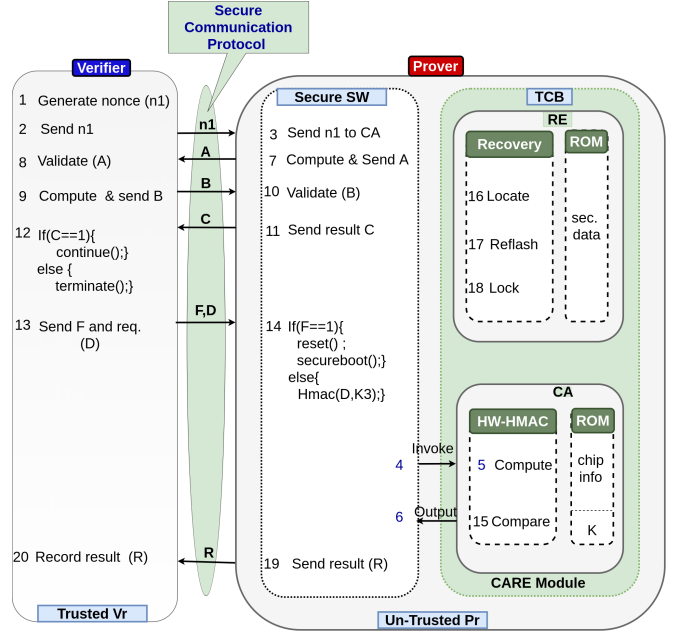 Secure
Communication
Protocol
Verifier
1 Generate nonce (n1)
2 Send n1
8 Validate (A)
9 Compute & send B
12 If(C==1){
continue();}
else {
terminate();}
13 Send F and req.
(D)
20 Record result (R)
Trusted Vr
n1
A
B
C
F,D
R
Prover
Secure SW
3 Send n1 to CA
7 Compute & Send A
10 Validate (B)
11 Send result C
14 If(F==1){
reset() ;
secureboot();}
else{
Hmac(D,K3);}
4
Invoke
6
Output
19 Send result (R)
TCB
RE
Recovery
16 Locate
17 Reflash
18 Lock
ROM
sec.
data
CA
HW-HMAC
5 Compute
15 Compare
ROM
chip
info
K
CARE Module
Un-Trusted Pr